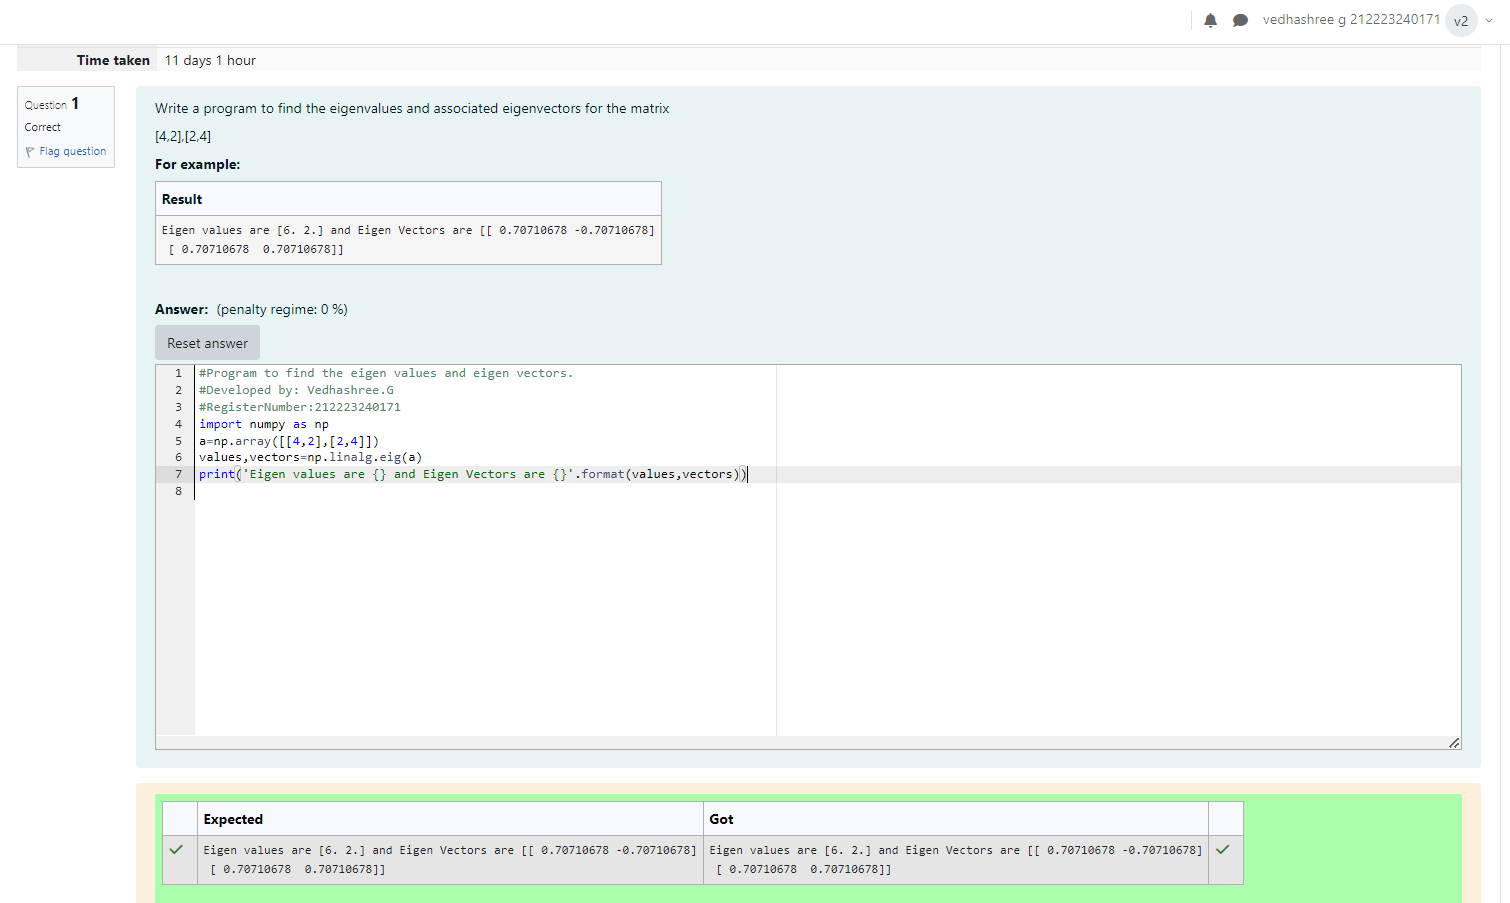 vedhashree g 212223240171 v2
Time taken 11 days 1 hour
Question 1
Correct
Flag question
Write a program to find the eigenvalues and associated eigenvectors for the matrix
[4,2],[2,4]
For example:
Result
Eigen values are [6. 2.] and Eigen Vectors are [[ 0.70710678 -0.70710678]
[ 0.70710678  0.70710678]]
Answer: (penalty regime: 0 %)
Reset answer
1 #Program to find the eigen values and eigen vectors.
2 #Developed by: Vedhashree.G
3 #RegisterNumber:212223240171
4 import numpy as np
5 a=np.array([[4,2],[2,4]])
6 values,vectors=np.linalg.eig(a)
7 print('Eigen values are {} and Eigen Vectors are {}'.format(values,vectors))
8
Expected Got
Eigen values are [6. 2.] and Eigen Vectors are [[ 0.70710678 -0.70710678] Eigen values are [6. 2.] and Eigen Vectors are [[ 0.70710678 -0.70710678]
[ 0.70710678  0.70710678]] [ 0.70710678  0.70710678]]